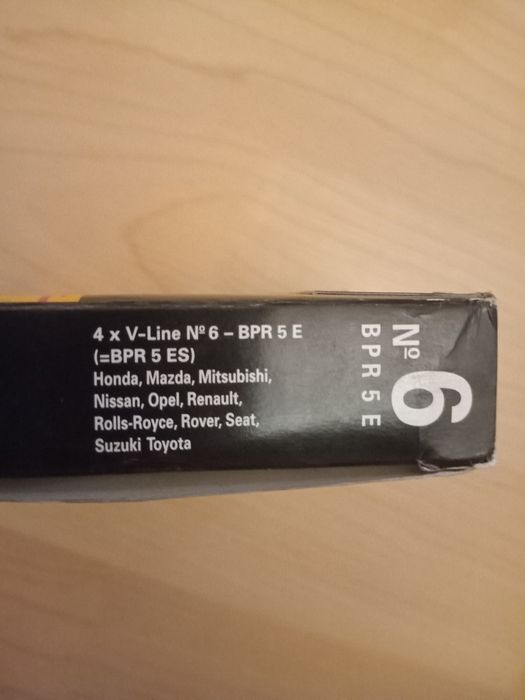 4 x V-Line Nº 6 – BPR 5 E
(=BPR 5 ES)
Honda, Mazda, Mitsubishi,
Nissan, Opel, Renault,
Rolls-Royce, Rover, Seat,
Suzuki Toyota
Nº 6
BPR 5 E